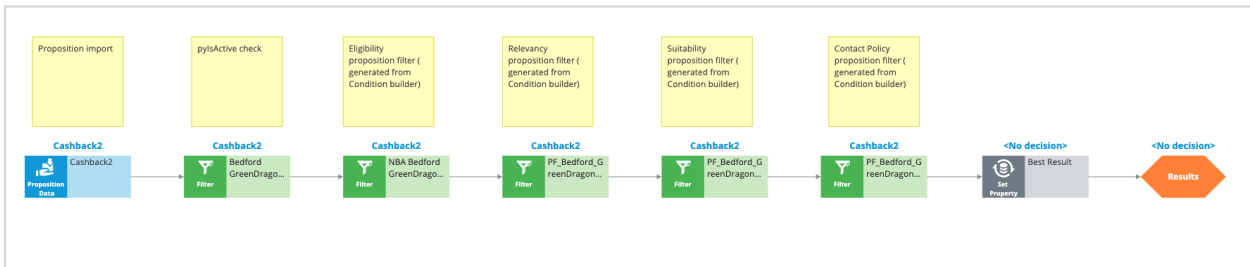 Proposition import
pyIsActive check
Eligibility
proposition filter (
generated from
Condition builder)
Relevancy
proposition filter (
generated from
Condition builder)
Suitability
proposition filter (
generated from
Condition builder)
Contact Policy
proposition filter (
generated from
Condition builder)
Cashback2
Cashback2
Proposition
Data
Cashback2
Bedford
GreenDrago...
Filter
Cashback2
NBA Bedford
GreenDrago...
Filter
Cashback2
PF_Bedford_G
reenDragon...
Filter
Cashback2
PF_Bedford_G
reenDragon...
Filter
Cashback2
PF_Bedford_G
reenDragon...
Filter
<No decision>
Best Result
Set
Property
<No decision>
Results